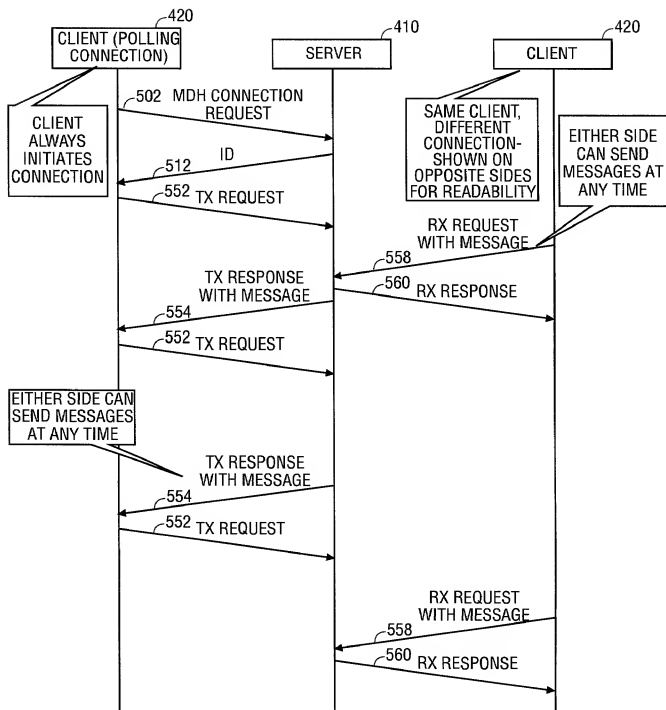 420
CLIENT (POLLING
CONNECTION)
410
SERVER
420
CLIENT
CLIENT
ALWAYS
INITIATES
CONNECTION
502 MDH CONNECTION
REQUEST
SAME CLIENT,
DIFFERENT
CONNECTION-
SHOWN ON
OPPOSITE SIDES
FOR READABILITY
EITHER SIDE
CAN SEND
MESSAGES AT
ANY TIME
ID
512
552 TX REQUEST
RX REQUEST
WITH MESSAGE
558
560 RX RESPONSE
TX RESPONSE
WITH MESSAGE
554
552 TX REQUEST
EITHER SIDE CAN
SEND MESSAGES
AT ANY TIME
TX RESPONSE
WITH MESSAGE
554
552 TX REQUEST
RX REQUEST
WITH MESSAGE
558
560 RX RESPONSE